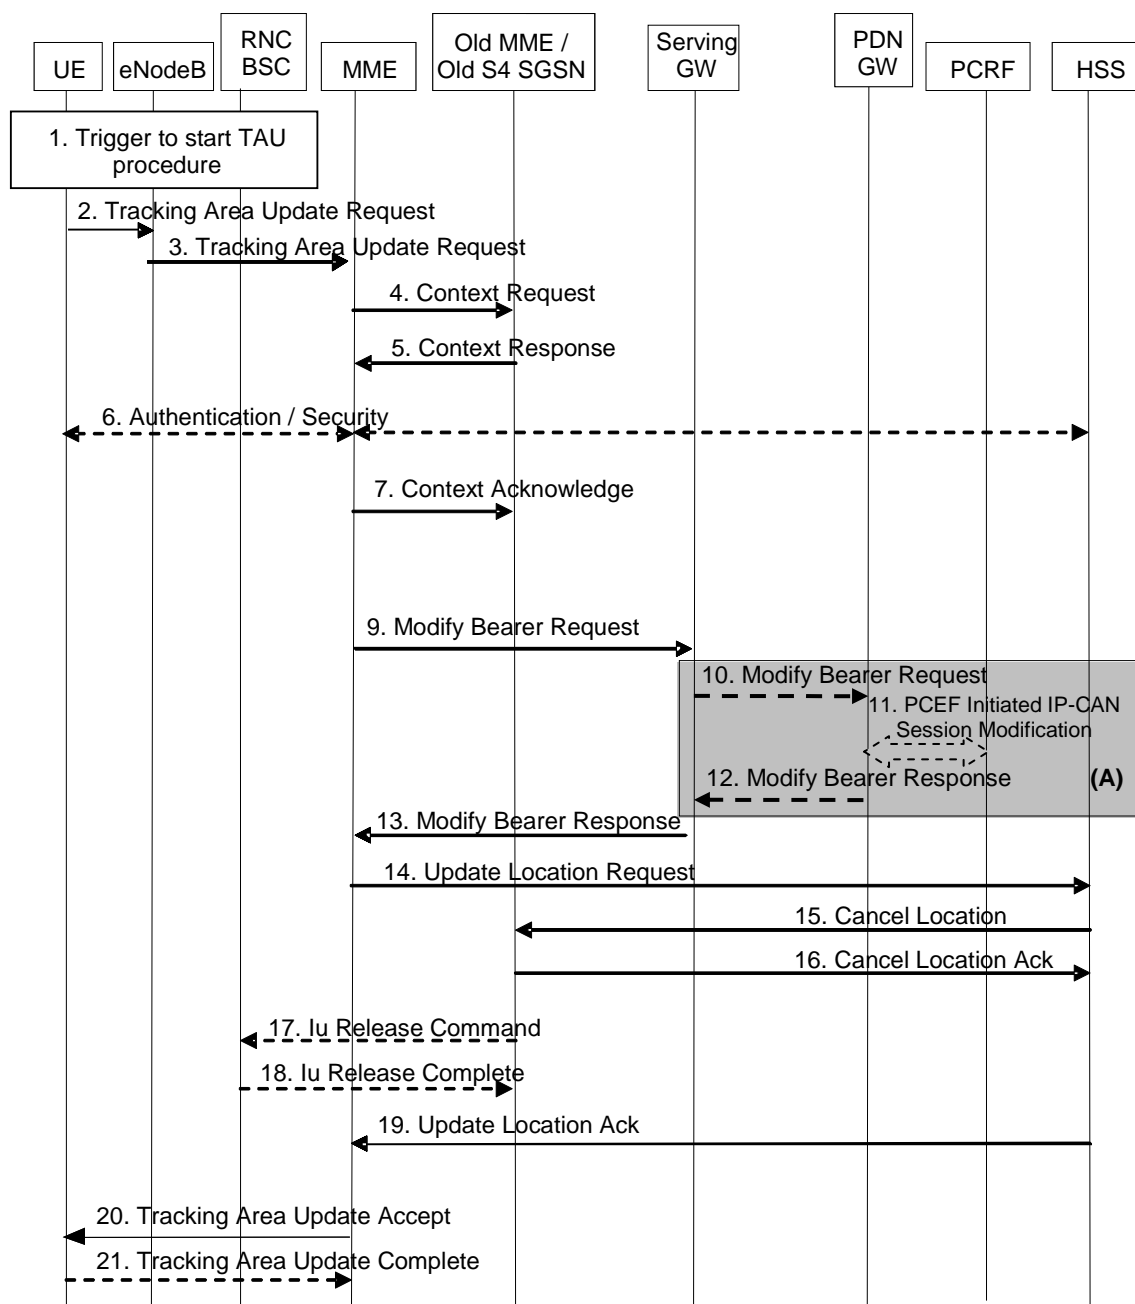 RNC
BSC
Old MME /
Old S4 SGSN
Serving
GW
PDN
GW
UE
eNodeB
MME
PCRF
HSS
1. Trigger to start TAU
procedure
2. Tracking Area Update Request
3. Tracking Area Update Request
4. Context Request
5. Context Response
6. Authentication / Security
7. Context Acknowledge
9. Modify Bearer Request
10. Modify Bearer Request
11. PCEF Initiated IP-CAN
Session Modification
12. Modify Bearer Response
(A)
13. Modify Bearer Response
14. Update Location Request
15. Cancel Location
16. Cancel Location Ack
17. Iu Release Command
18. Iu Release Complete
19. Update Location Ack
20. Tracking Area Update Accept
21. Tracking Area Update Complete